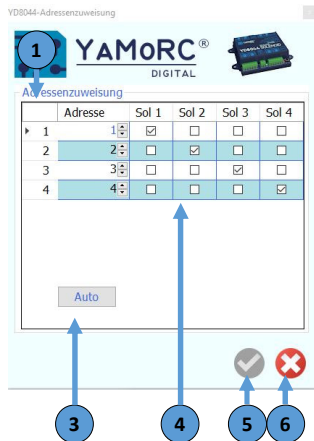 YD8044-Adressenzuweisung
1
YAMoRC®
DIGITAL
Adressenzuweisung
Adresse Sol 1 Sol 2 Sol 3 Sol 4
1 1
2 2
3 3
4 4
Auto
3 4 5 6